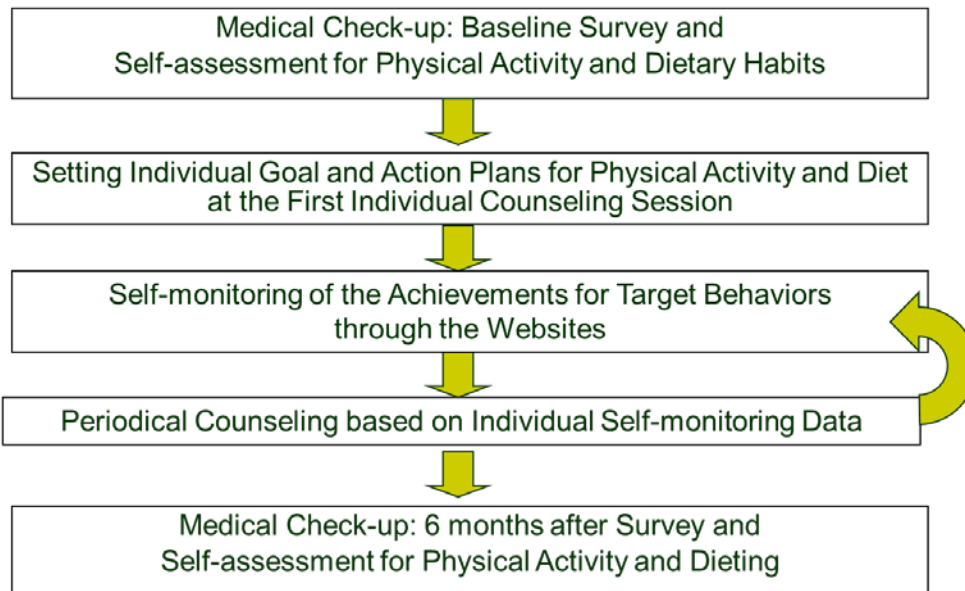 Medical Check-up: Baseline Survey and
Self-assessment for Physical Activity and Dietary Habits
Setting Individual Goal and Action Plans for Physical Activity and Diet
at the First Individual Counseling Session
Self-monitoring of the Achievements for Target Behaviors
through the Websites
Periodical Counseling based on Individual Self-monitoring Data
Medical Check-up: 6 months after Survey and
Self-assessment for Physical Activity and Dieting